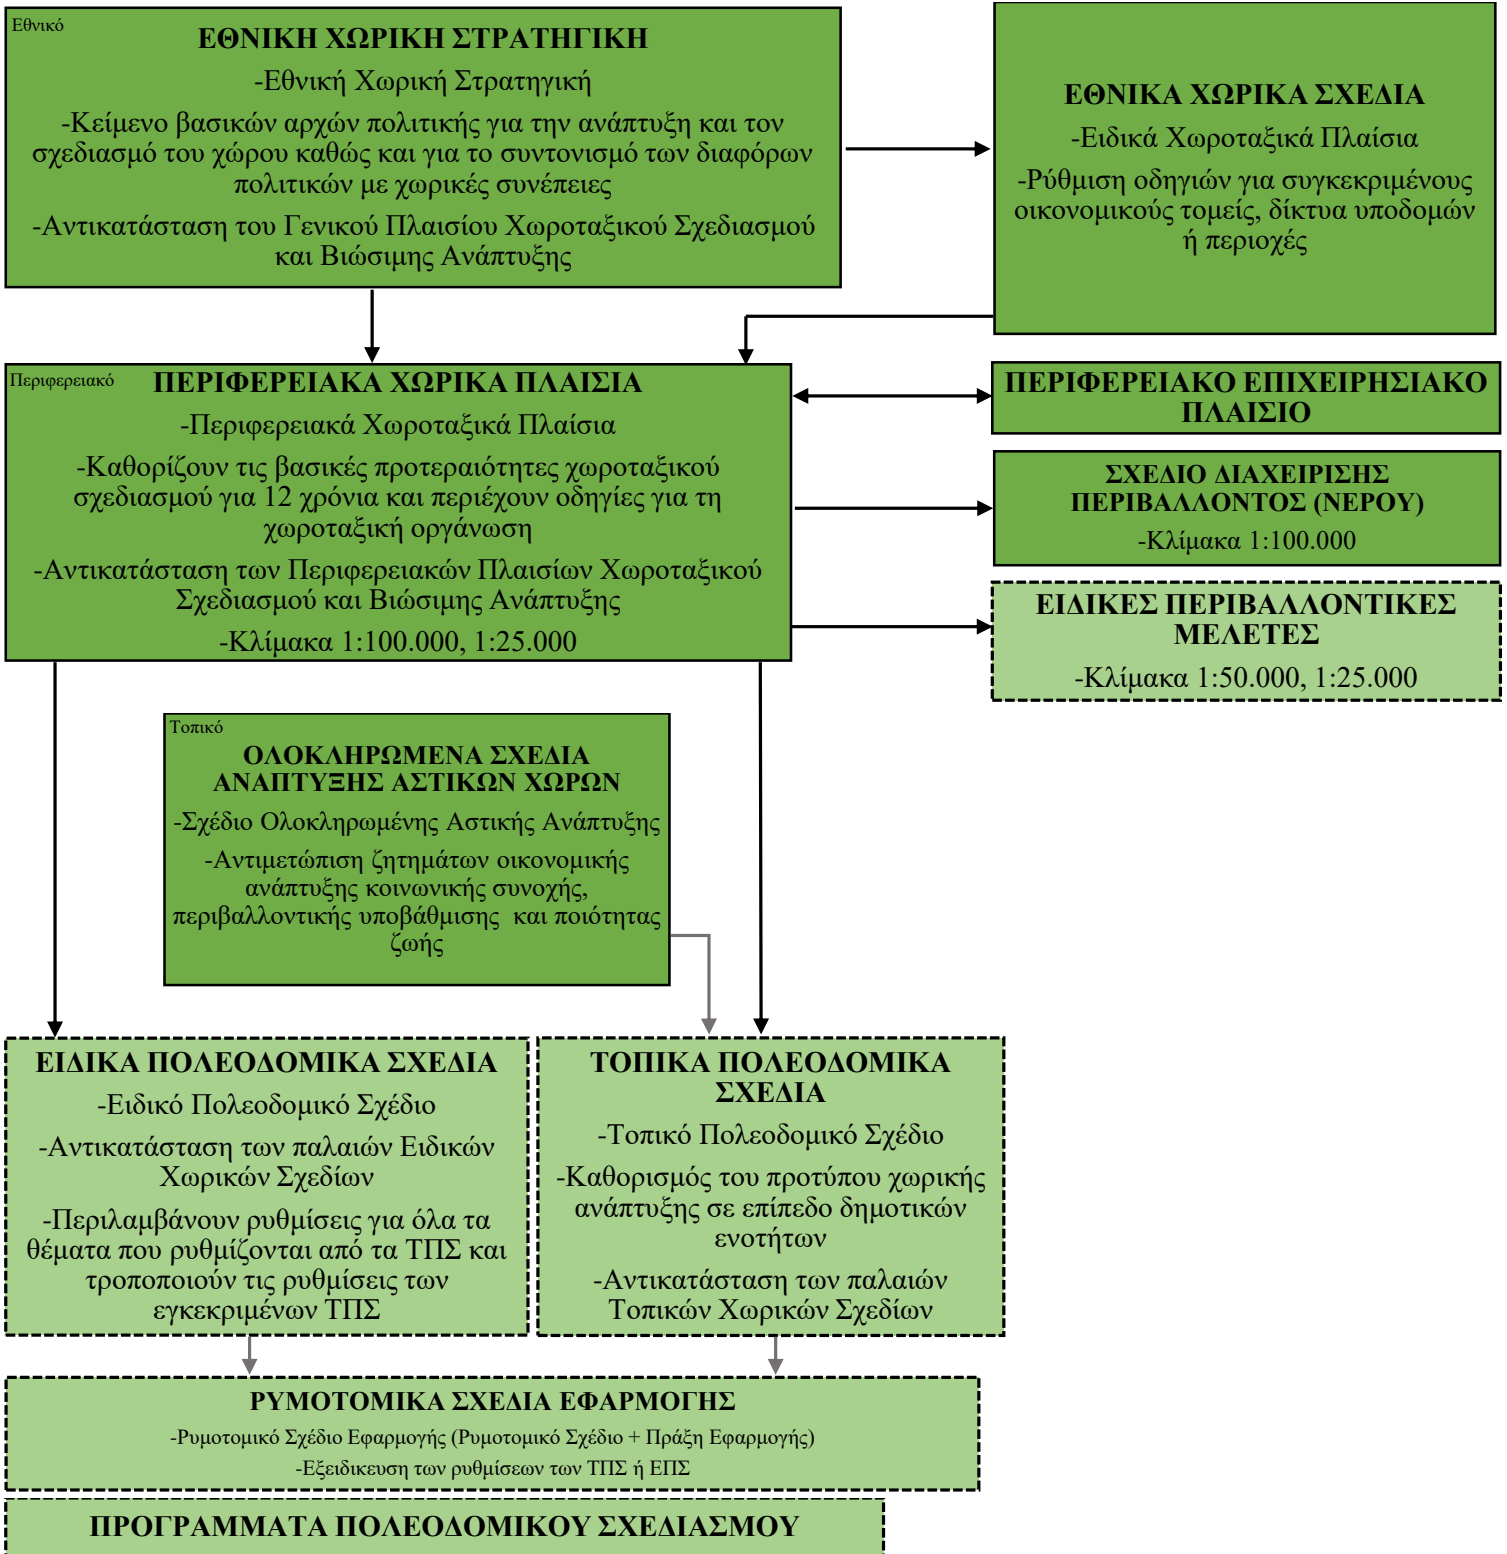 Εθνικό
ΕΘΝΙΚΗ ΧΩΡΙΚΗ ΣΤΡΑΤΗΓΙΚΗ
-Εθνική Χωρική Στρατηγική
-Κείμενο βασικών αρχών πολιτικής για την ανάπτυξη και τον
σχεδιασμό του χώρου καθώς και για το συντονισμό των διαφόρων
πολιτικών με χωρικές συνέπειες
-Αντικατάσταση του Γενικού Πλαισίου Χωροταξικού Σχεδιασμού
και Βιώσιμης Ανάπτυξης
ΕΘΝΙΚΑ ΧΩΡΙΚΑ ΣΧΕΔΙΑ
-Ειδικά Χωροταξικά Πλαίσια
-Ρύθμιση οδηγιών για συγκεκριμένους
οικονομικούς τομείς, δίκτυα υποδομών
ή περιοχές
Περιφερειακό
ΠΕΡΙΦΕΡΕΙΑΚΑ ΧΩΡΙΚΑ ΠΛΑΙΣΙΑ
-Περιφερειακά Χωροταξικά Πλαίσια
-Καθορίζουν τις βασικές προτεραιότητες χωροταξικού
σχεδιασμού για 12 χρόνια και περιέχουν οδηγίες για τη
χωροταξική οργάνωση
-Αντικατάσταση των Περιφερειακών Πλαισίων Χωροταξικού
Σχεδιασμού και Βιώσιμης Ανάπτυξης
-Κλίμακα 1:100.000, 1:25.000
ΠΕΡΙΦΕΡΕΙΑΚΟ ΕΠΙΧΕΙΡΗΣΙΑΚΟ
ΠΛΑΙΣΙΟ
ΣΧΕΔΙΟ ΔΙΑΧΕΙΡΙΣΗΣ
ΠΕΡΙΒΑΛΛΟΝΤΟΣ (ΝΕΡΟΥ)
-Κλίμακα 1:100.000
ΕΙΔΙΚΕΣ ΠΕΡΙΒΑΛΛΟΝΤΙΚΕΣ
ΜΕΛΕΤΕΣ
-Κλίμακα 1:50.000, 1:25.000
Τοπικό
ΟΛΟΚΛΗΡΩΜΕΝΑ ΣΧΕΔΙΑ
ΑΝΑΠΤΥΞΗΣ ΑΣΤΙΚΩΝ ΧΩΡΩΝ
-Σχέδιο Ολοκληρωμένης Αστικής Ανάπτυξης
-Αντιμετώπιση ζητημάτων οικονομικής
ανάπτυξης κοινωνικής συνοχής,
περιβαλλοντικής υποβάθμισης και ποιότητας
ζωής
ΕΙΔΙΚΑ ΠΟΛΕΟΔΟΜΙΚΑ ΣΧΕΔΙΑ
-Ειδικό Πολεοδομικό Σχέδιο
-Αντικατάσταση των παλαιών Ειδικών
Χωρικών Σχεδίων
-Περιλαμβάνουν ρυθμίσεις για όλα τα
θέματα που ρυθμίζονται από τα ΤΠΣ και
τροποποιούν τις ρυθμίσεις των
εγκεκριμένων ΤΠΣ
ΤΟΠΙΚΑ ΠΟΛΕΟΔΟΜΙΚΑ
ΣΧΕΔΙΑ
-Τοπικό Πολεοδομικό Σχέδιο
-Καθορισμός του προτύπου χωρικής
ανάπτυξης σε επίπεδο δημοτικών
ενοτήτων
-Αντικατάσταση των παλαιών
Τοπικών Χωρικών Σχεδίων
ΡΥΜΟΤΟΜΙΚΑ ΣΧΕΔΙΑ ΕΦΑΡΜΟΓΗΣ
-Ρυμοτομικό Σχέδιο Εφαρμογής (Ρυμοτομικό Σχέδιο + Πράξη Εφαρμογής)
-Εξειδικευση των ρυθμίσεων των ΤΠΣ ή ΕΠΣ
ΠΡΟΓΡΑΜΜΑΤΑ ΠΟΛΕΟΔΟΜΙΚΟΥ ΣΧΕΔΙΑΣΜΟΥ